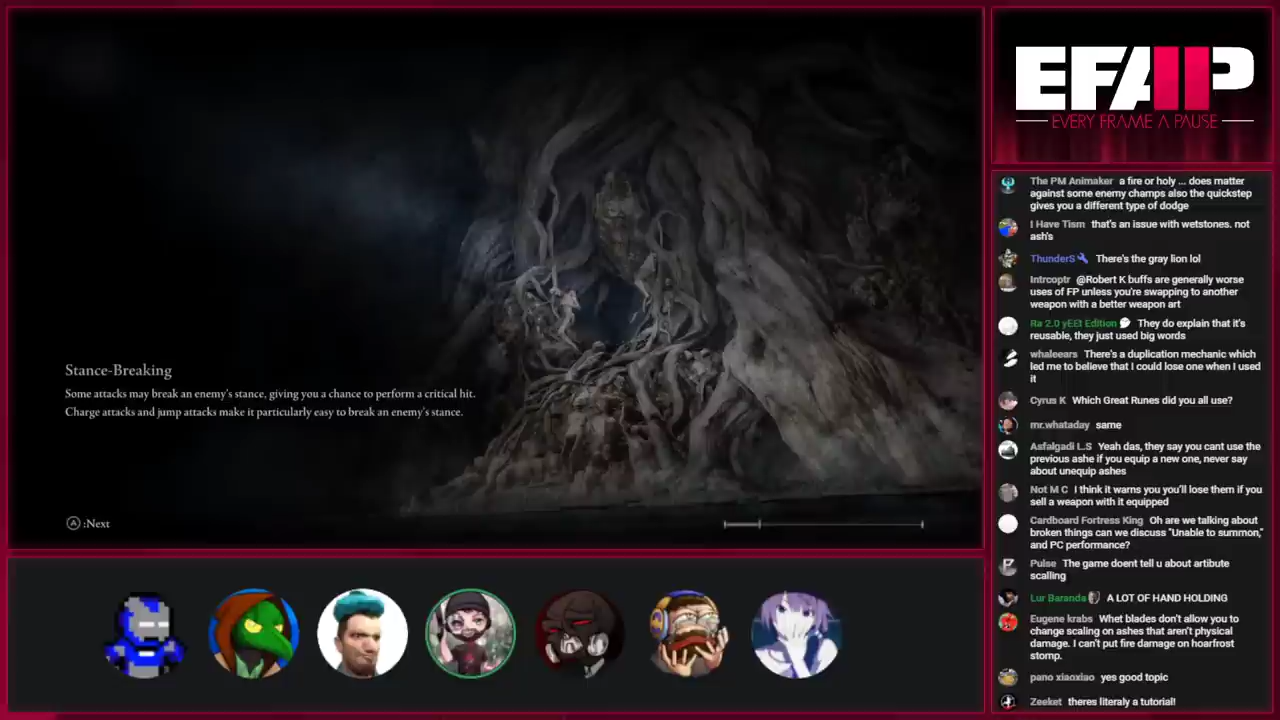 Stance-Breaking
Some attacks may break an enemy's stance, giving you a chance to perform a critical hit.
Charge attacks and jump attacks make it particularly easy to break an enemy's stance.
A :Next
EFAP
EVERY FRAME A PAUSE
The PM Animaker a fire or holy ... does matter
against some enemy champs also the quickstep
gives you a different type of dodge
I Have Tism that's an issue with wetstones. not
ash's
ThunderS There's the gray lion lol
Introoptr @Robert K buffs are generally worse
uses of FP unless you're swapping to another
weapon with a better weapon art
Ra 2.0 yEEt Edition They do explain that it's
reusable, they just used big words
whaleears There's a duplication mechanic which
led me to believe that I could lose one when I used
it
Cyrus K Which Great Runes did you all use?
mr.whataday same
Asfalgadi L.S Yeah das, they say you cant use the
previous ashe if you equip a new one, never say
about unequip ashes
Not M C I think it warns you you'll lose them if you
sell a weapon with it equipped
Cardboard Fortress King Oh are we talking about
broken things can we discuss "Unable to summon,"
and PC performance?
Pulse The game doent tell u about artibute
scalling
Lur Baranda A LOT OF HAND HOLDING
Eugene krabs What blades don't allow you to
change scaling on ashes that aren't physical
damage. I can't put fire damage on hoarfrost
stomp.
pano xiaoxiao yes good topic
Zeeket theres literaly a tutorial!